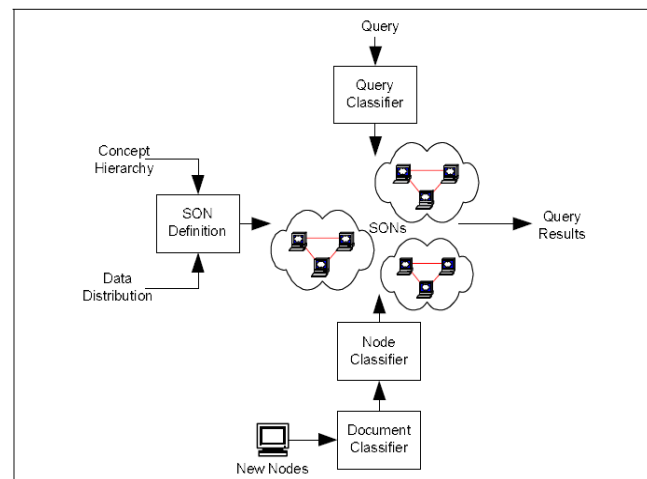 Query
Query
Classifier
Concept
Hierarchy
SON
Definition
SONs
Query
Results
Data
Distribution
Node
Classifier
Document
Classifier
New Nodes